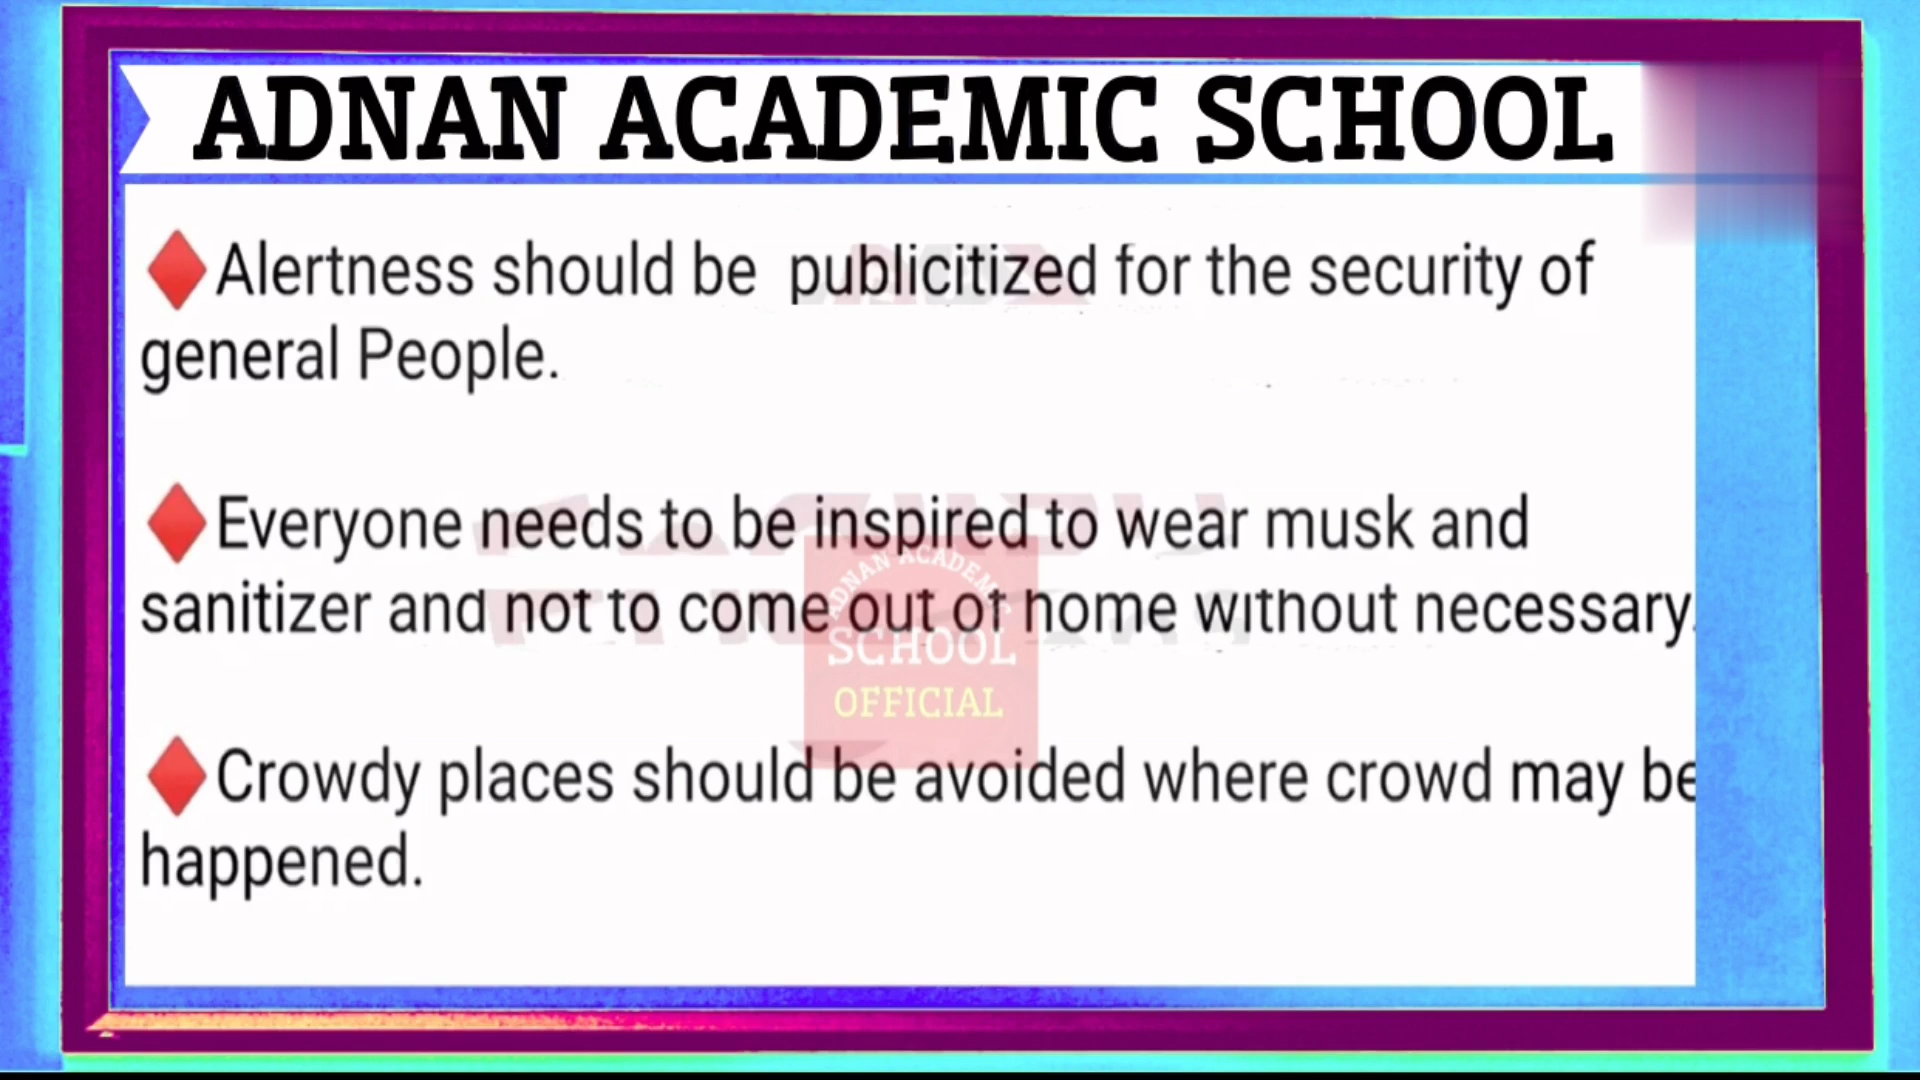 ADNAN ACADEMIC SCHOOL
♦Alertness should be publicitized for the security of
general People.
♦Everyone needs to be inspired to wear musk and
sanitizer and not to come out of home without necessary.
♦Crowdy places should be avoided where crowd may be
happened.
ADNAN ACADEMIC
SCHOOL
OFFICIAL